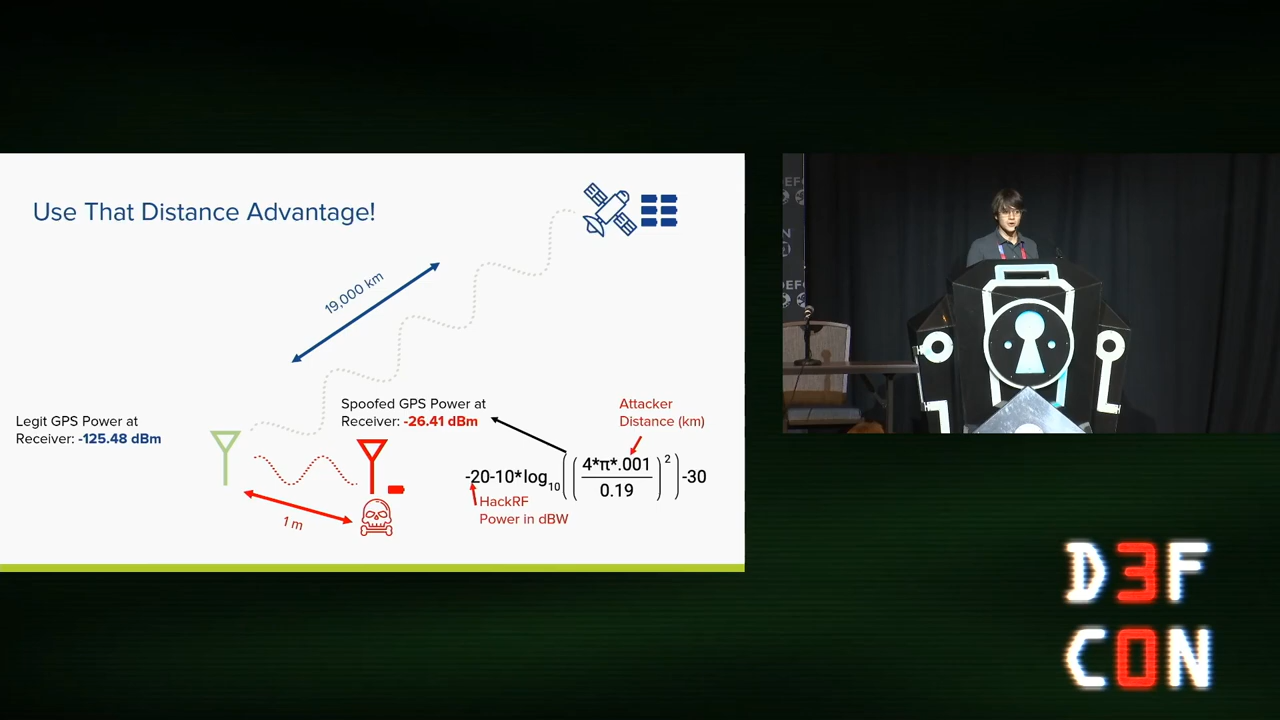 Use That Distance Advantage!
19,000 km
Legit GPS Power at
Receiver: -125.48 dBm
Spoofed GPS Power at
Receiver: -26.41 dBm
Attacker
Distance (km)
-20-10*log10((4*π*.001/0.19)²)-30
HackRF
Power in dBW
1 m
D3F
C0N